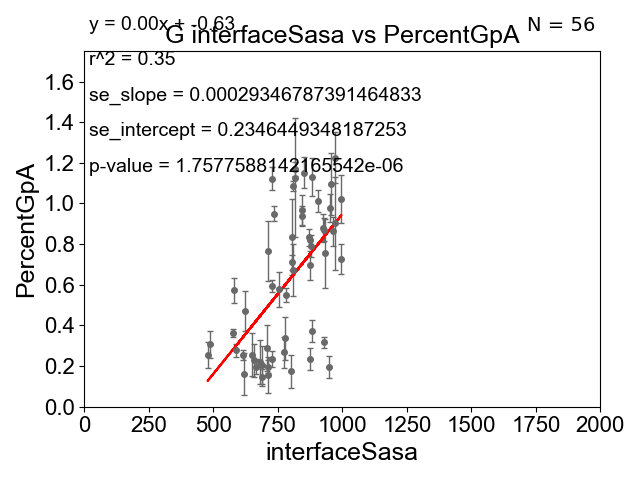 y = 0.00x + -0.63
N = 56
G interfaceSasa vs PercentGpA
r^2 = 0.35
se_slope = 0.00029346787391464833
se_intercept = 0.2346449348187253
p-value = 1.7577588142165542e-06
PercentGpA
1.6
1.4
1.2
1.0
0.8
0.6
0.4
0.2
0.0
0 250 500 750 1000 1250 1500 1750 2000
interfaceSasa